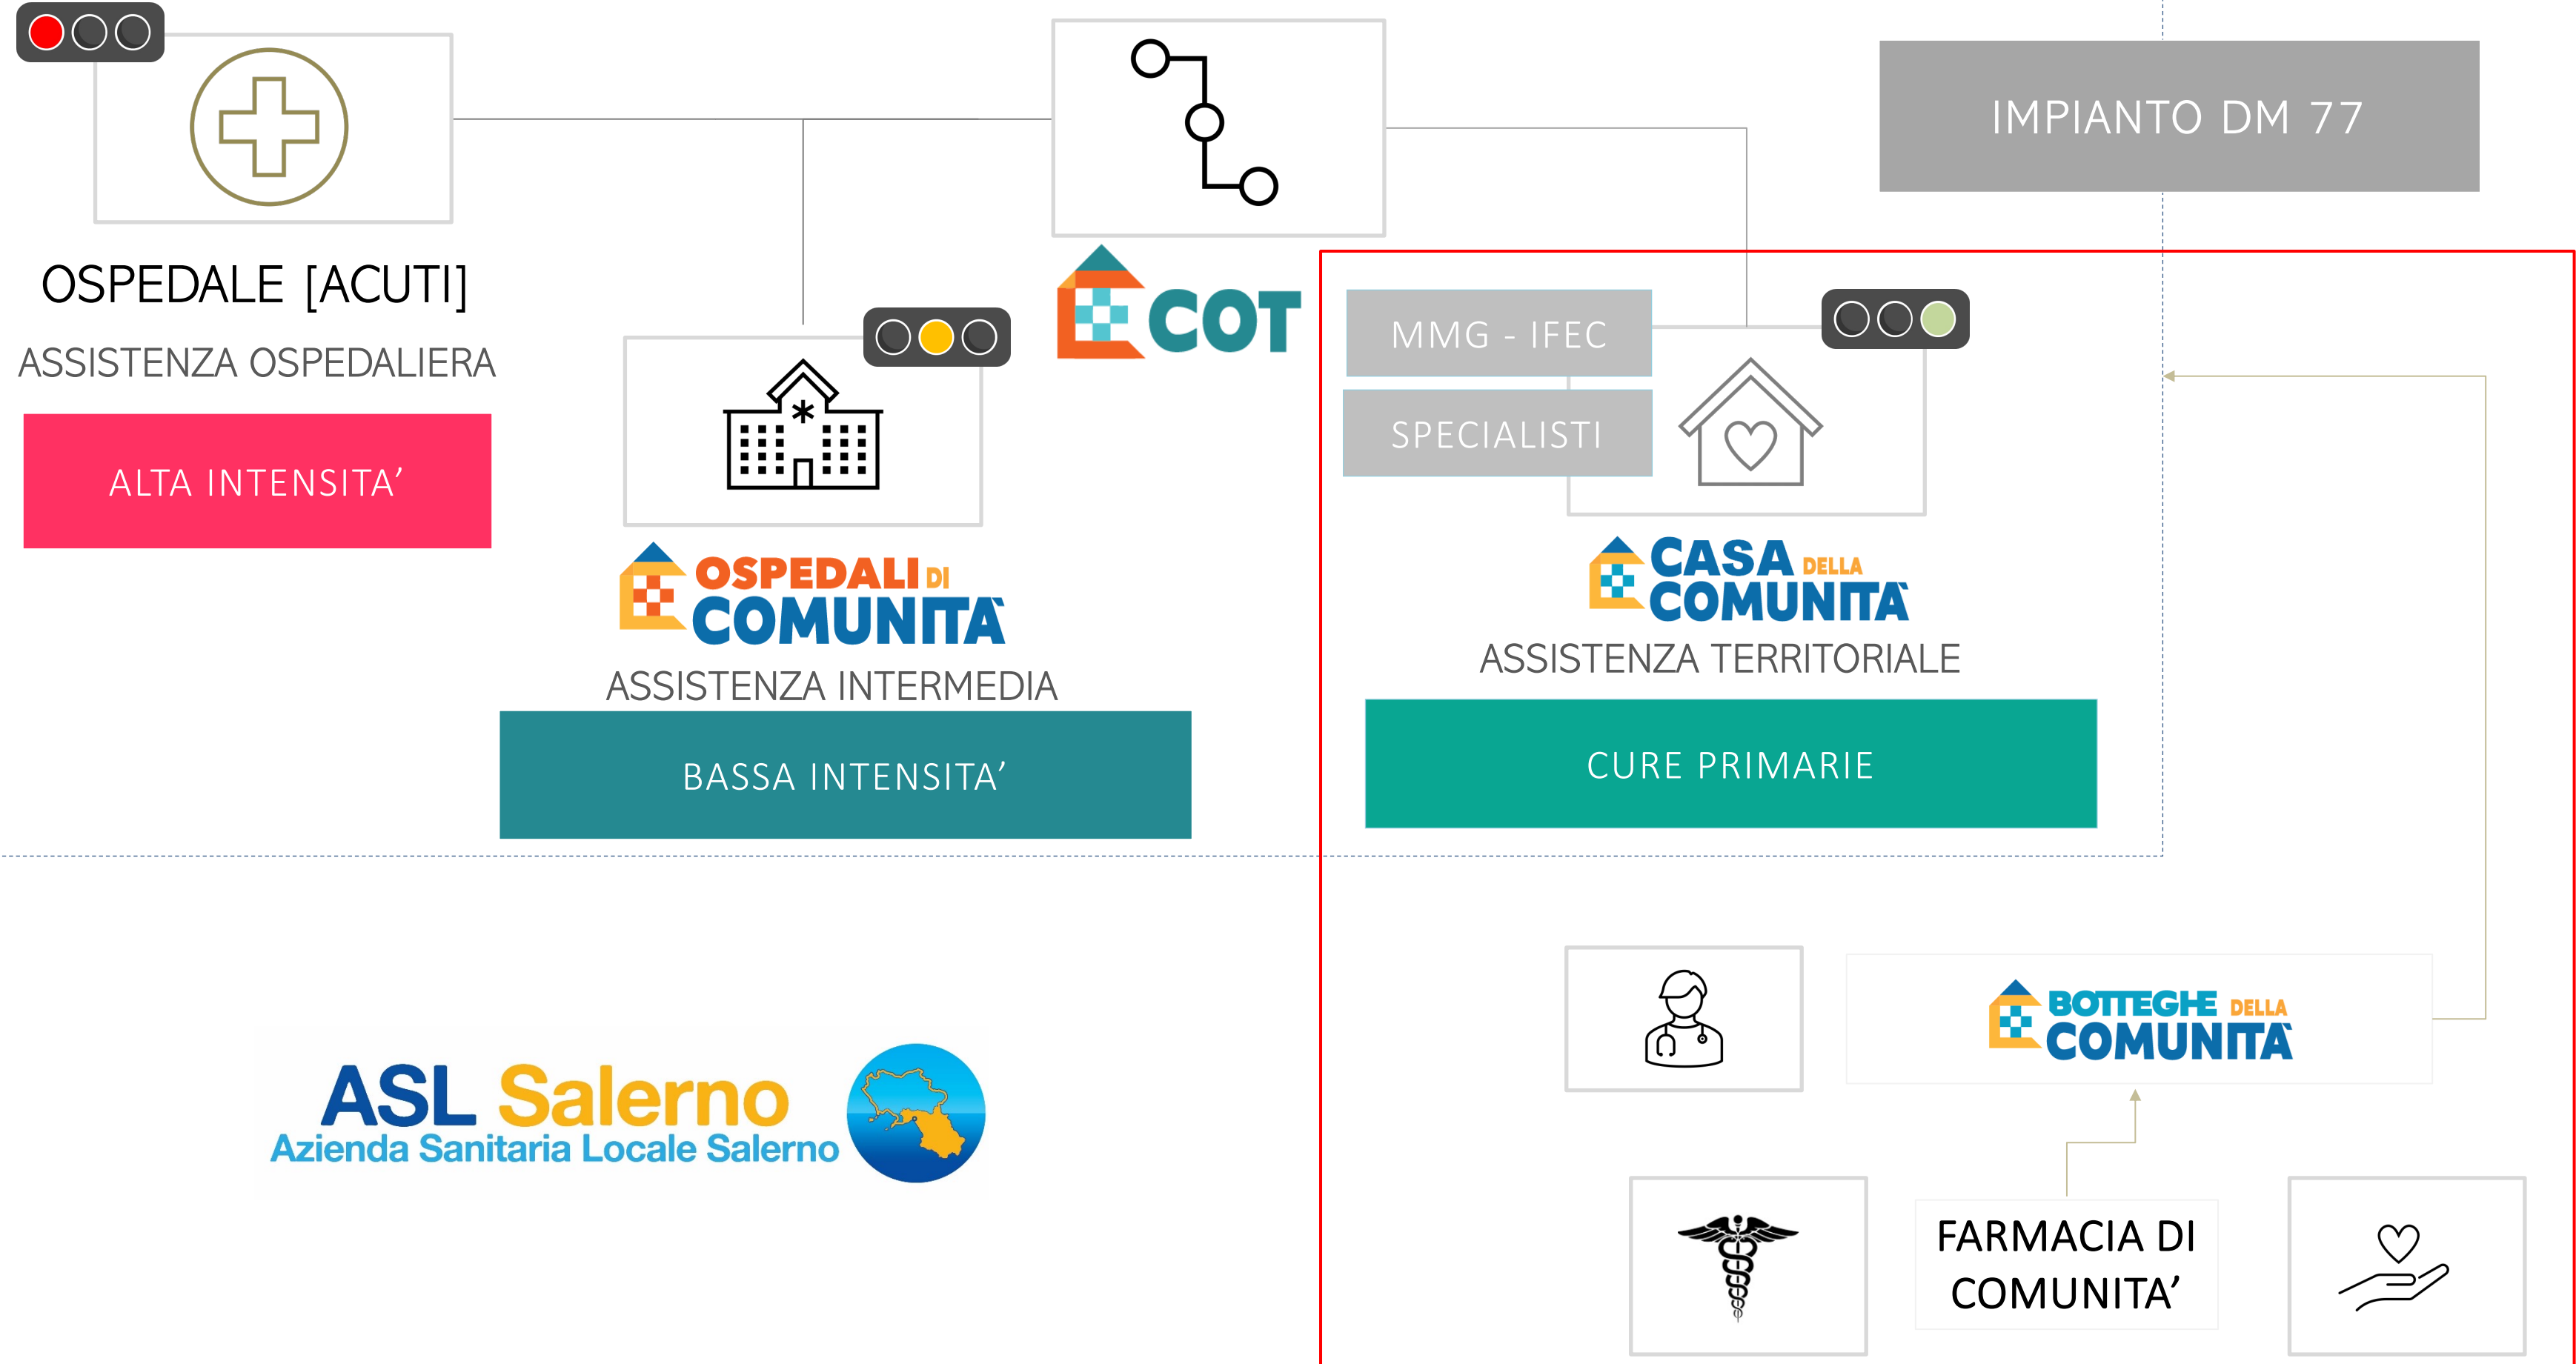 IMPIANTO DM 77
OSPEDALE [ACUTI]
ASSISTENZA OSPEDALIERA
ALTA INTENSITA’
COT
MMG - IFEC
SPECIALISTI
OSPEDALI DI
COMUNITÀ
ASSISTENZA INTERMEDIA
BASSA INTENSITA’
CASA DELLA
COMUNITÀ
ASSISTENZA TERRITORIALE
CURE PRIMARIE
BOTTEGHE DELLA
COMUNITÀ
ASL Salerno
Azienda Sanitaria Locale Salerno
FARMACIA DI
COMUNITA’